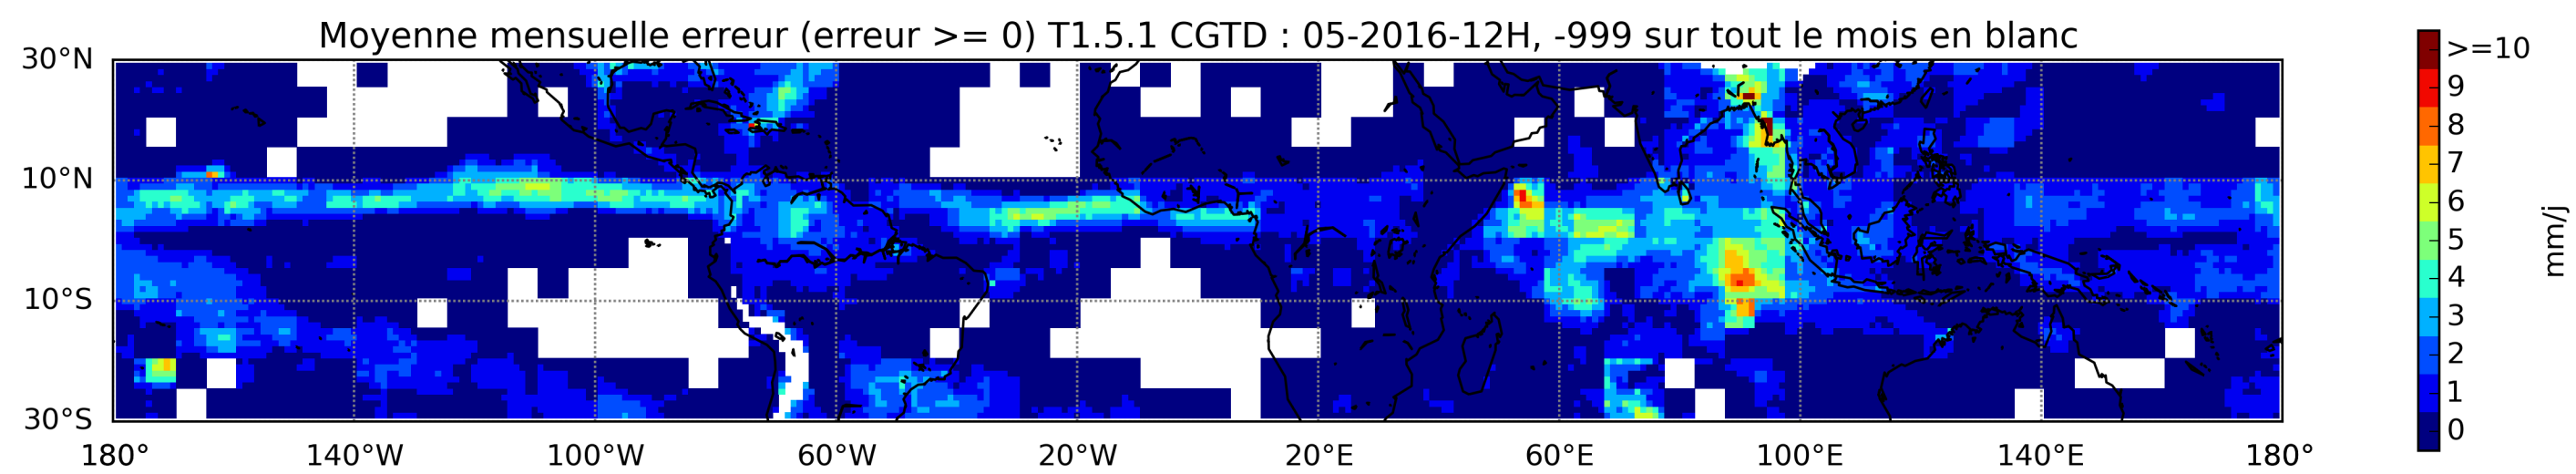 Moyenne mensuelle erreur (erreur >= 0) T1.5.1 CGTD : 05-2016-12H, -999 sur tout le mois en blanc
30°N
10°N
10°S
30°S
180°
140°W
100°W
60°W
20°W
20°E
60°E
100°E
140°E
180°
>=10
9
8
7
6
5
4
3
2
1
0
mm/j